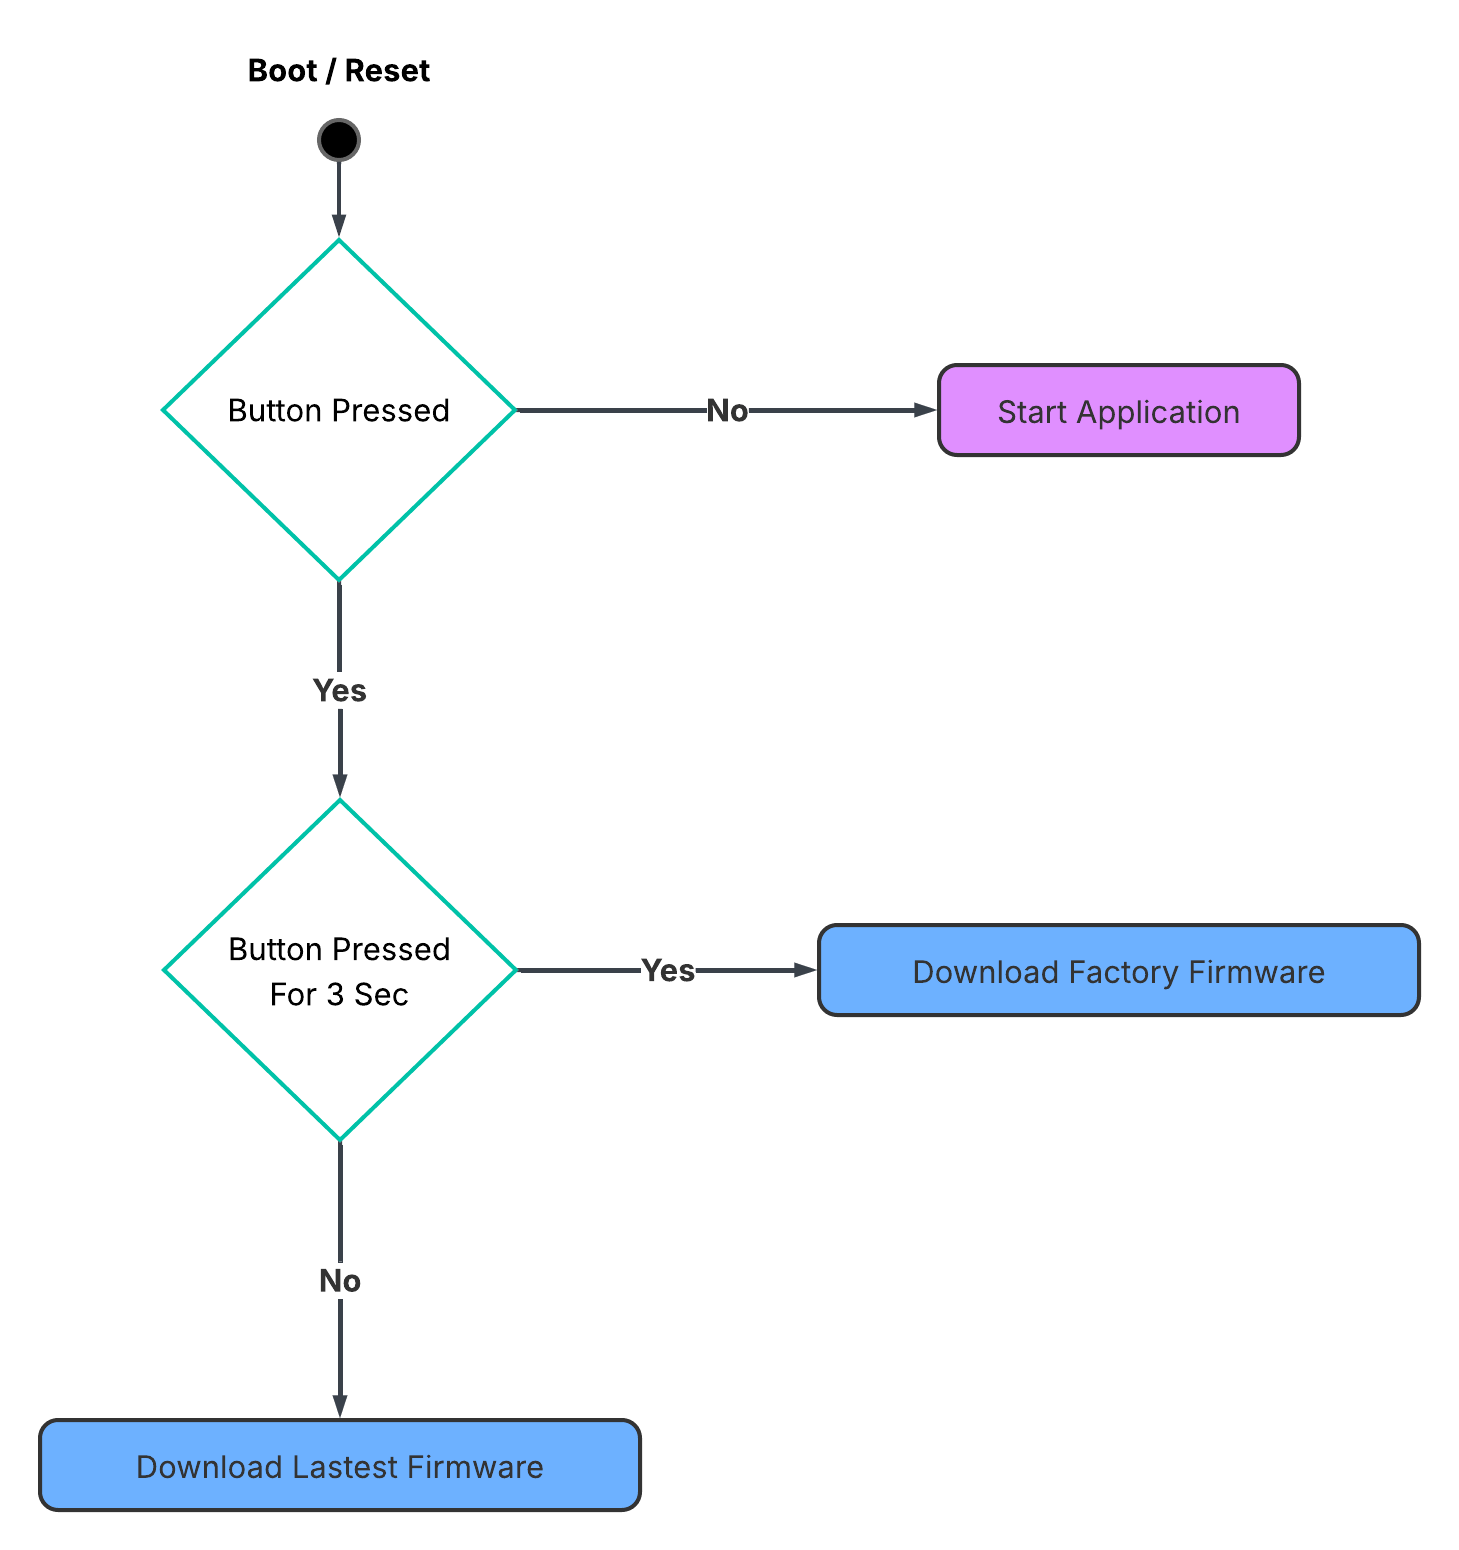 Boot / Reset
Button Pressed
No
Start Application
Yes
Button Pressed
For 3 Sec
Yes
Download Factory Firmware
No
Download Lastest Firmware